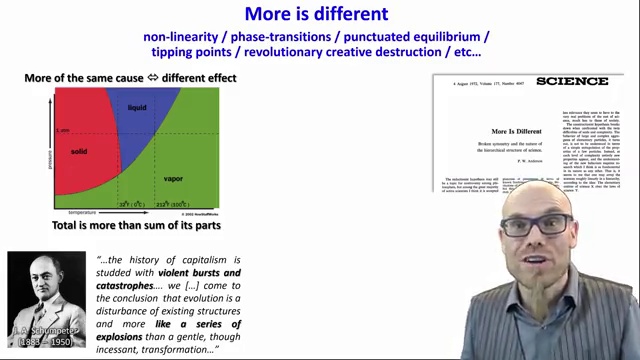 More is different
non-linearity / phase-transitions / punctuated equilibrium /
tipping points / revolutionary creative destruction / etc…
More of the same cause ⇔ different effect
pressure
1 atm
solid
liquid
vapor
32°F (0°C)
212°F (100°C)
temperature
© 2002 HowStuffWorks
Total is more than sum of its parts
4 August 1972, Volume 177, Number 4047
SCIENCE
More Is Different
Broken symmetry and the nature of
the hierarchical structure of science.
P. W. Anderson
J. A. Schumpeter
(1883 – 1950)
“…the history of capitalism is
studded with violent bursts and
catastrophes…. we […] come to
the conclusion that evolution is a
disturbance of existing structures
and more like a series of
explosions than a gentle, though
incessant, transformation…”